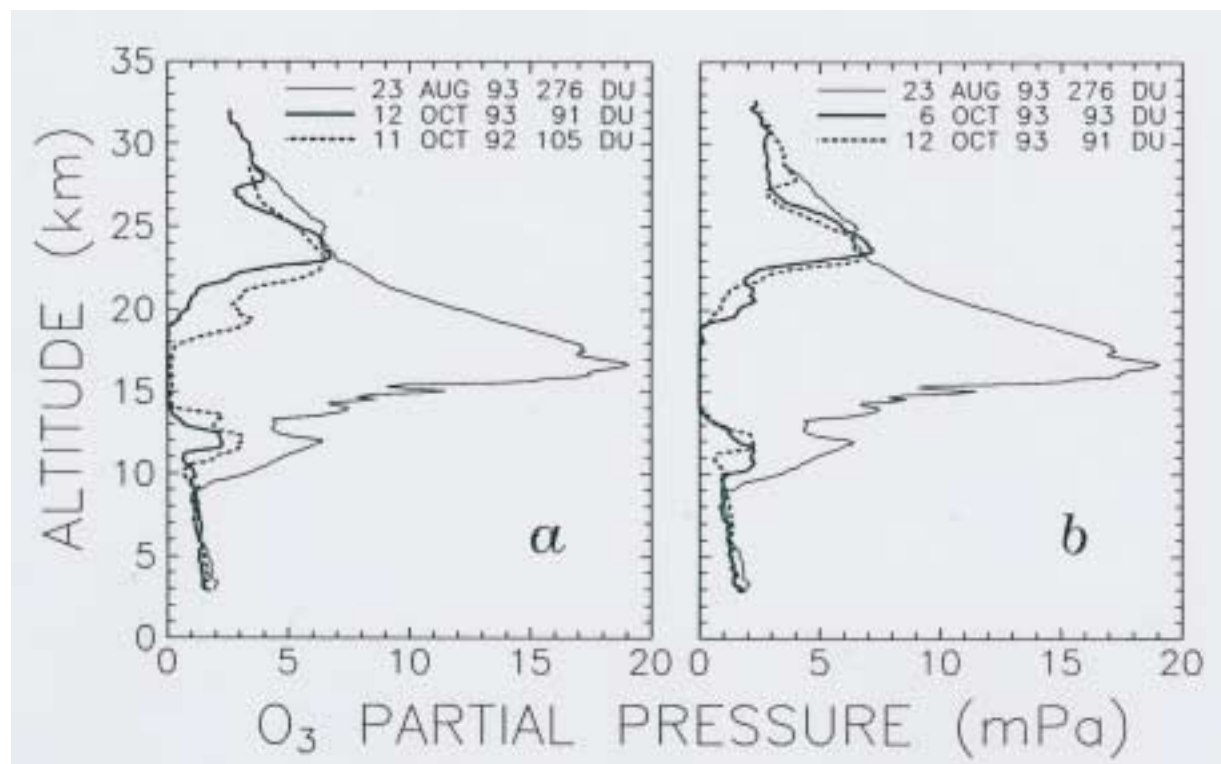 35
30
25
20
15
10
5
0
ALTITUDE (km)
23 AUG 93 276 DU
12 OCT 93 91 DU
11 OCT 92 105 DU
a
0 5 10 15 20
23 AUG 93 276 DU
6 OCT 93 93 DU
12 OCT 93 91 DU
b
0 5 10 15 20
O₃ PARTIAL PRESSURE (mPa)